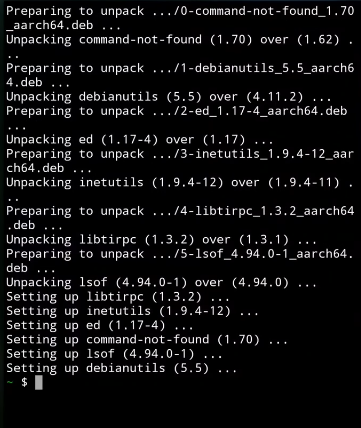 Preparing to unpack .../0-command-not-found_1.70
_aarch64.deb ...
Unpacking command-not-found (1.70) over (1.62) .
..
Preparing to unpack .../1-debianutils_5.5_aarch6
4.deb ...
Unpacking debianutils (5.5) over (4.11.2) ...
Preparing to unpack .../2-ed_1.17-4_aarch64.deb
...
Unpacking ed (1.17-4) over (1.17) ...
Preparing to unpack .../3-inetutils_1.9.4-12_aar
ch64.deb ...
Unpacking inetutils (1.9.4-12) over (1.9.4-11) .
..
Preparing to unpack .../4-libtirpc_1.3.2_aarch64
.deb ...
Unpacking libtirpc (1.3.2) over (1.3.1) ...
Preparing to unpack .../5-lsof_4.94.0-1_aarch64.
deb ...
Unpacking lsof (4.94.0-1) over (4.94.0) ...
Setting up libtirpc (1.3.2) ...
Setting up inetutils (1.9.4-12) ...
Setting up ed (1.17-4) ...
Setting up command-not-found (1.70) ...
Setting up lsof (4.94.0-1) ...
Setting up debianutils (5.5) ...
~ $